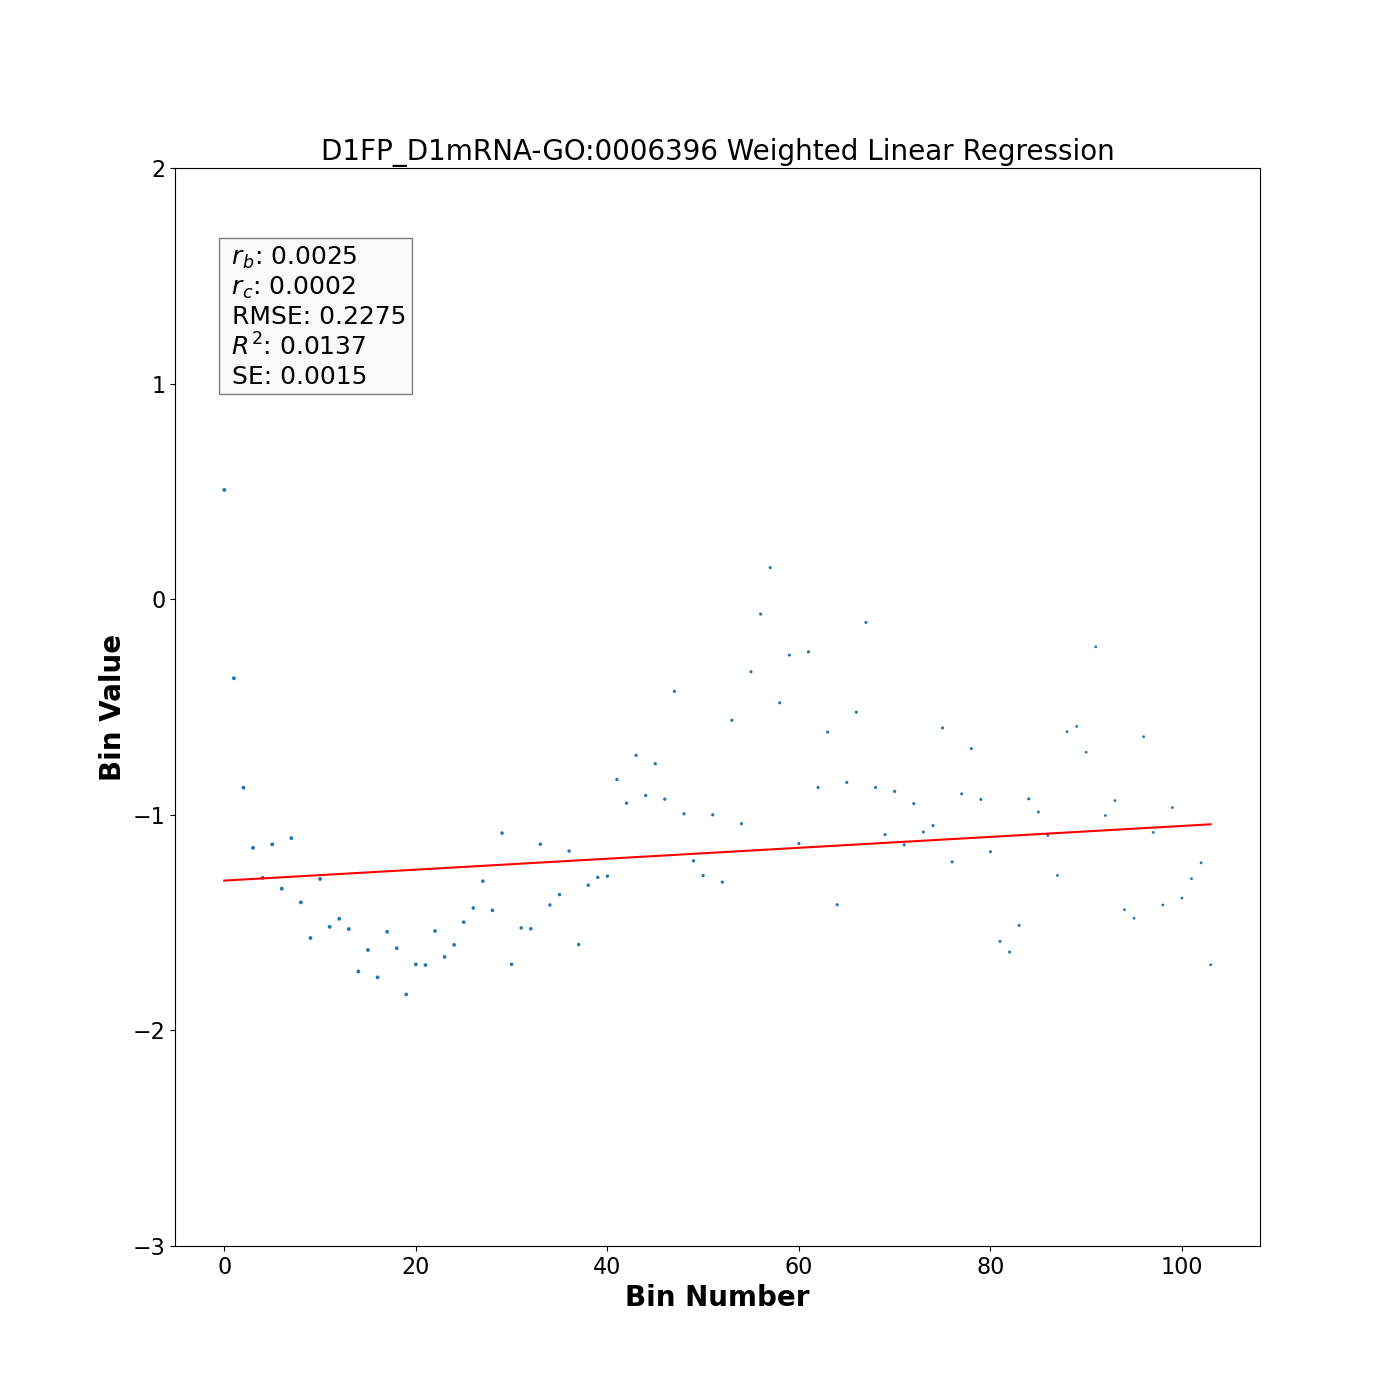 D1FP_D1mRNA-GO:0006396 Weighted Linear Regression
2
r_b: 0.0025
r_c: 0.0002
RMSE: 0.2275
R²: 0.0137
SE: 0.0015
1
0
−1
−2
−3
Bin Value
0 20 40 60 80 100
Bin Number